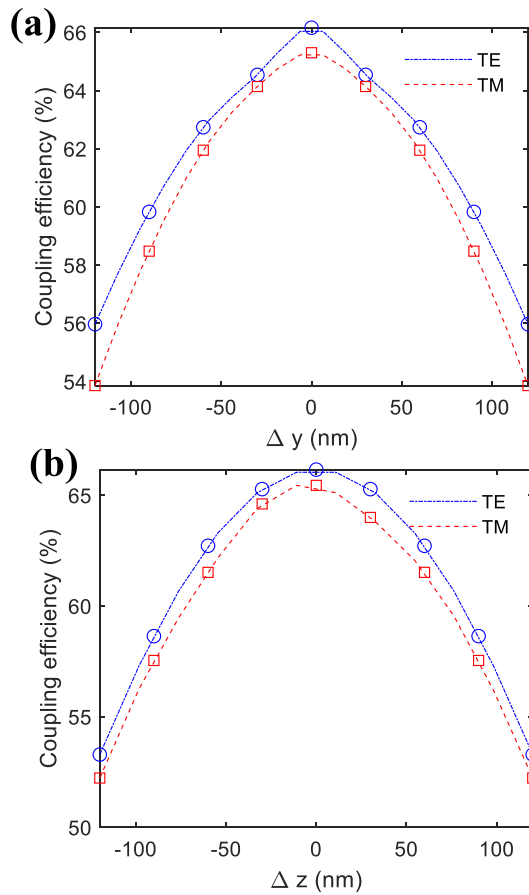 (a)
66
64
62
60
58
56
54
Coupling efficiency (%)
TE
TM
-100 -50 0 50 100
Δ y (nm)
(b)
65
60
55
50
Coupling efficiency (%)
TE
TM
-100 -50 0 50 100
Δ z (nm)